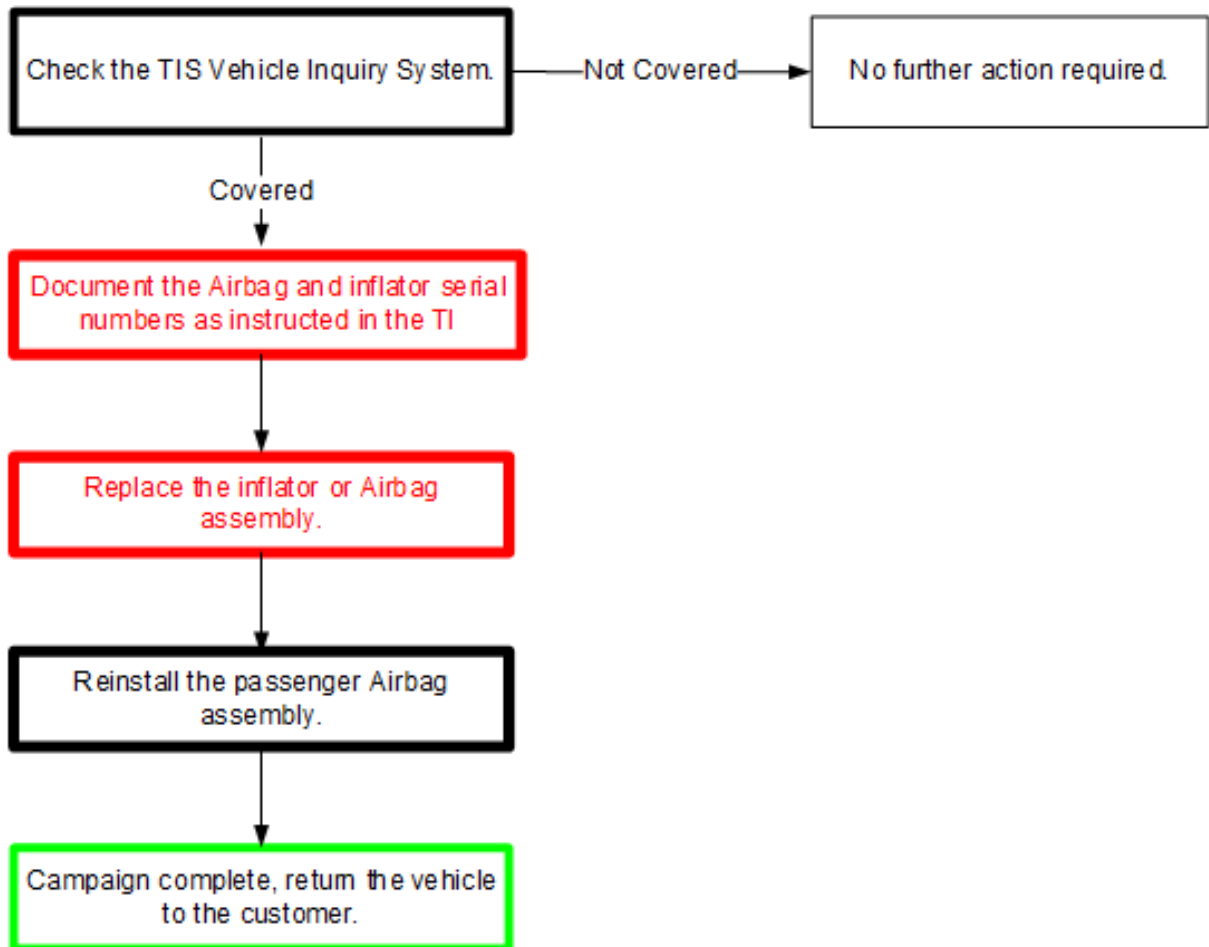 Check the TIS Vehicle Inquiry System.
Not Covered
No further action required.
Covered
Document the Airbag and inflator serial
numbers as instructed in the TI
Replace the inflator or Airbag
assembly.
Reinstall the passenger Airbag
assembly.
Campaign complete, return the vehicle
to the customer.